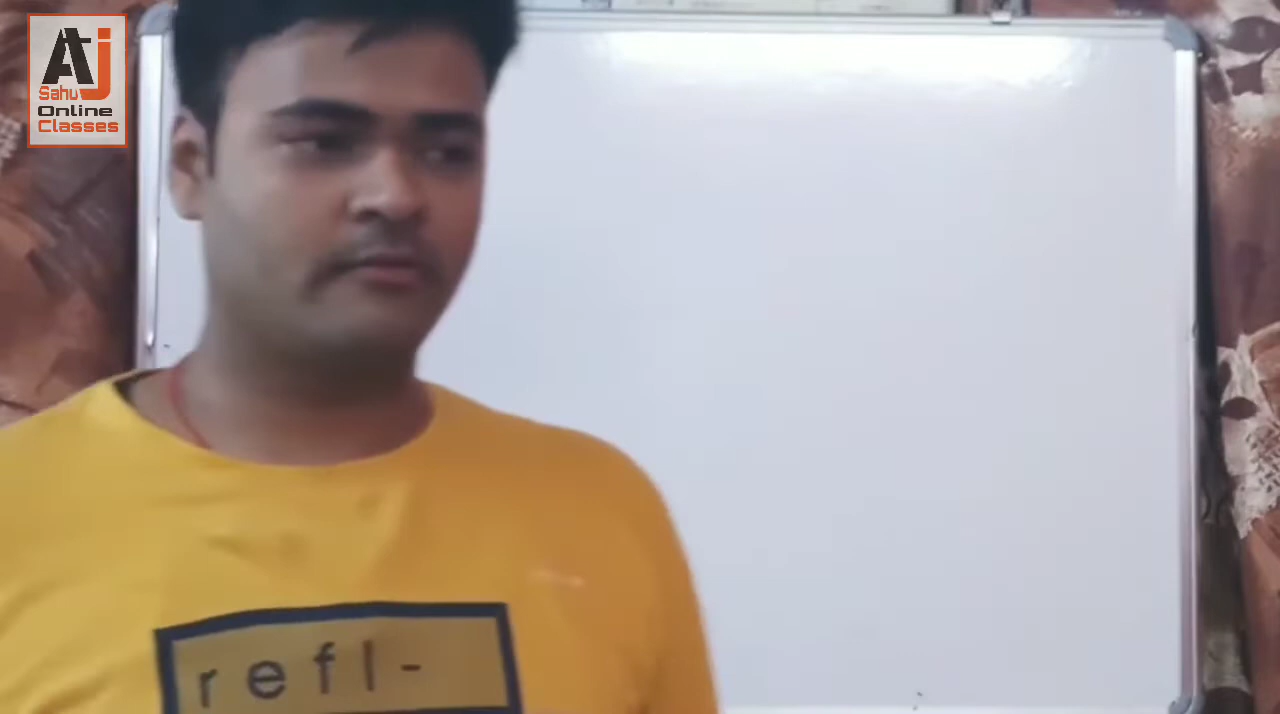 AJ
Sahu
Online
Classes
refl-